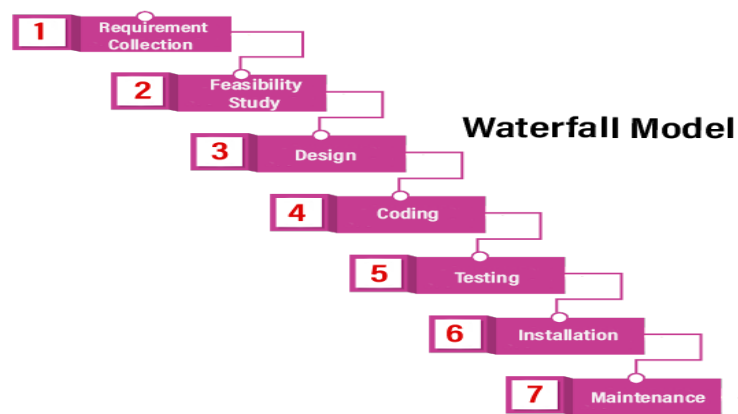 1
Requirement
Collection
2
Feasibility
Study
Waterfall Model
3
Design
4
Coding
5
Testing
6
Installation
7
Maintenance